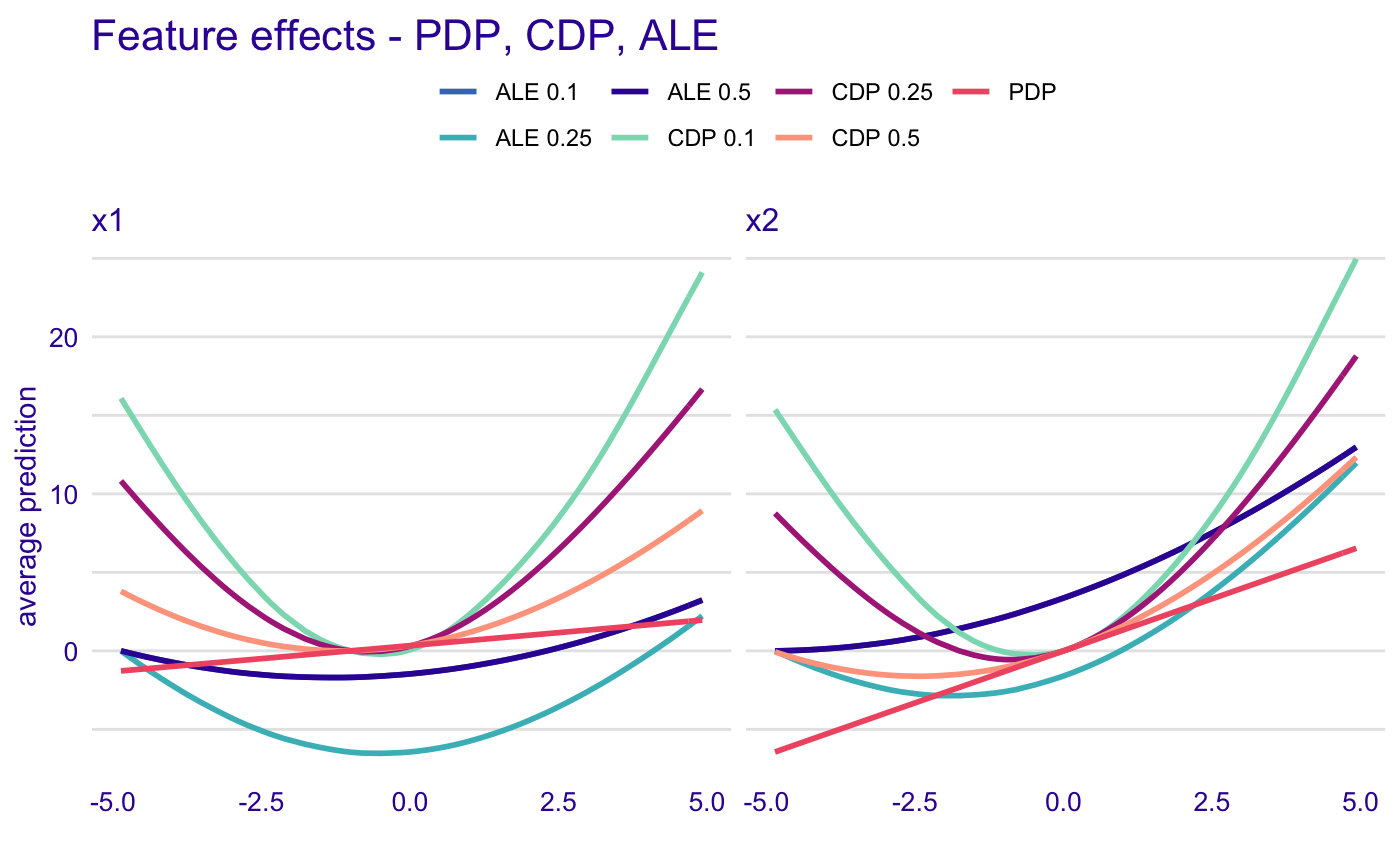 Feature effects - PDP, CDP, ALE
ALE 0.1 ALE 0.5 CDP 0.25 PDP
ALE 0.25 CDP 0.1 CDP 0.5
x1 x2
20
10
0
average prediction
-5.0 -2.5 0.0 2.5 5.0 -5.0 -2.5 0.0 2.5 5.0